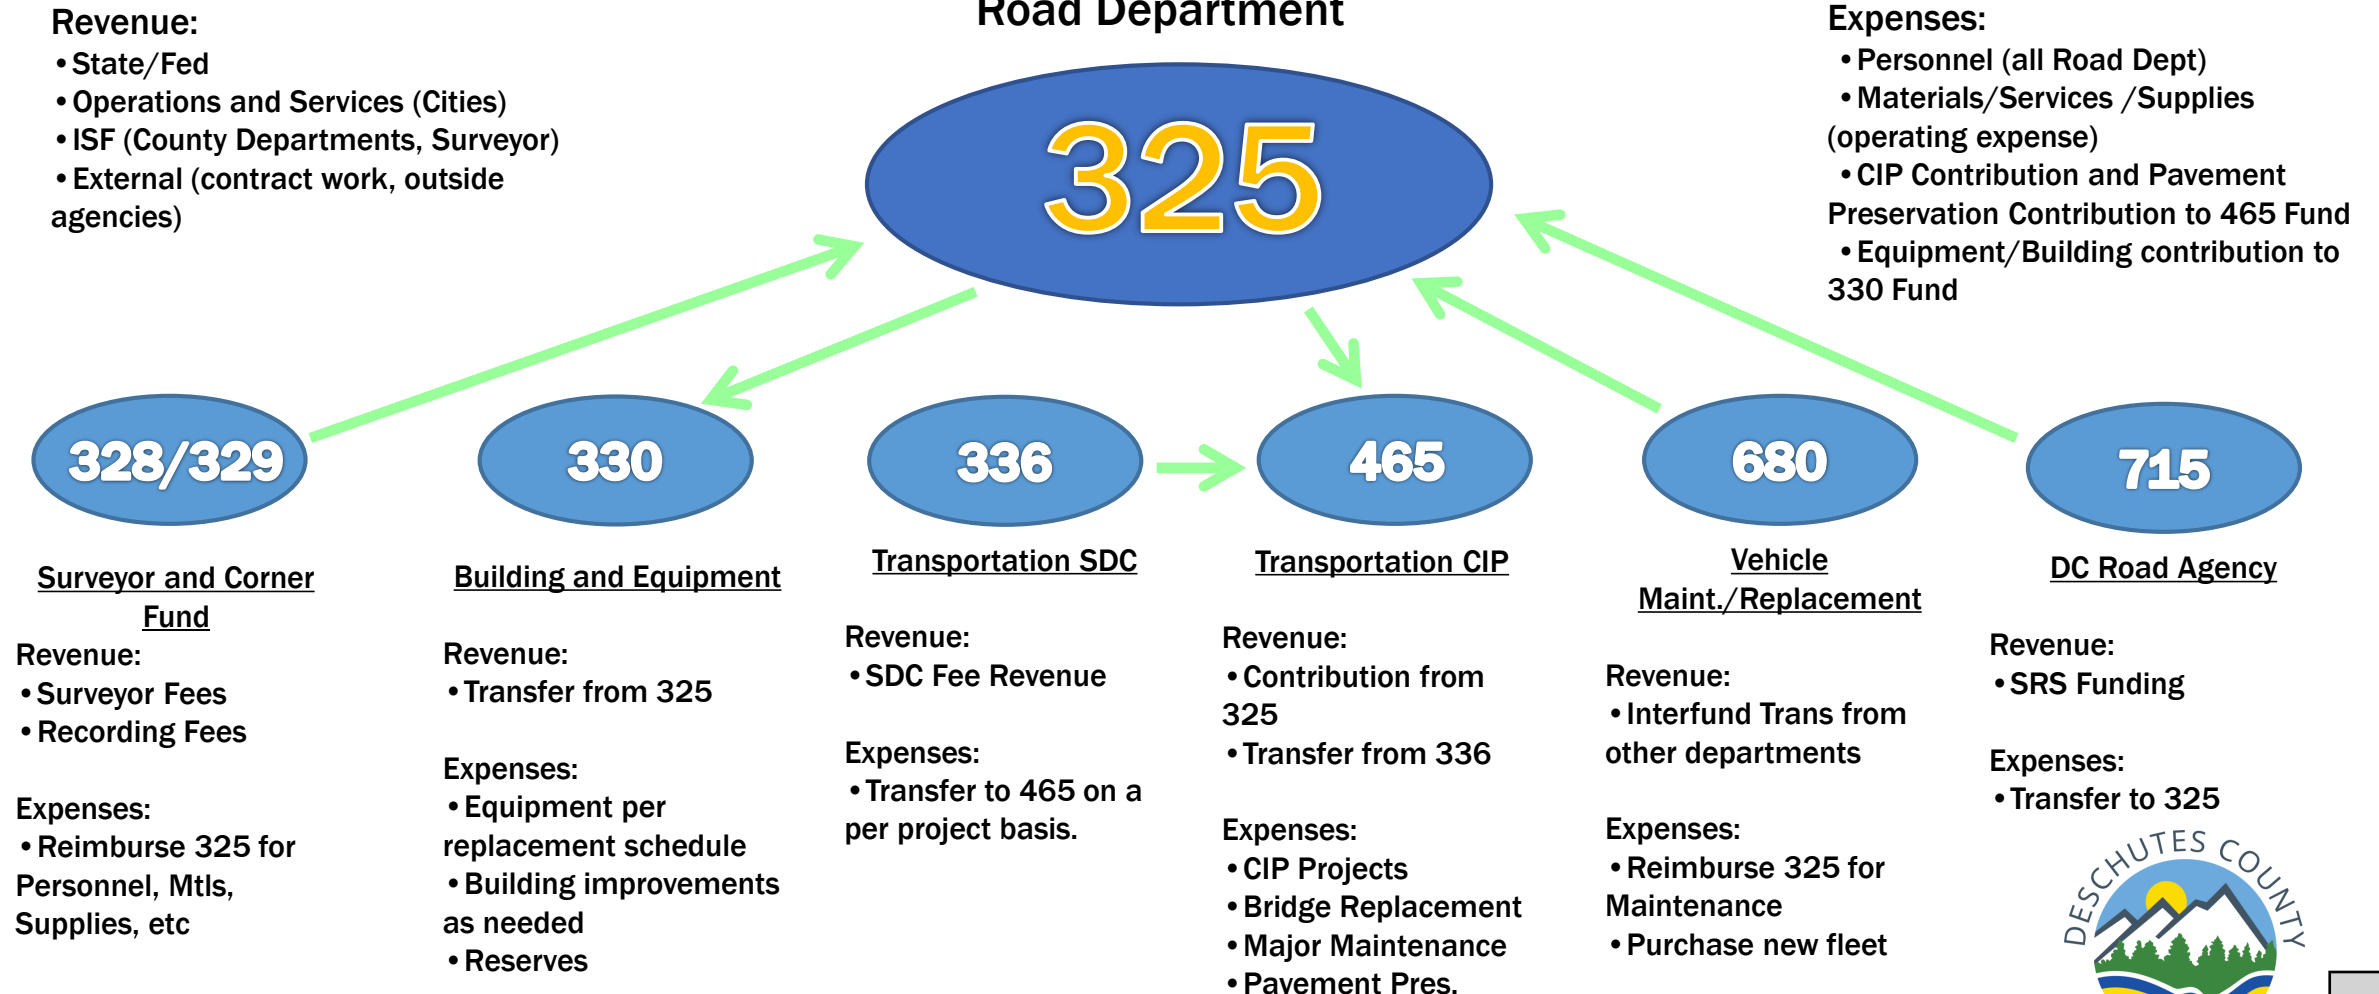 Road Department
Revenue:
•State/Fed
•Operations and Services (Cities)
•ISF (County Departments, Surveyor)
•External (contract work, outside
agencies)
325
Expenses:
•Personnel (all Road Dept)
•Materials/Services /Supplies
(operating expense)
•CIP Contribution and Pavement
Preservation Contribution to 465 Fund
•Equipment/Building contribution to
330 Fund
328/329
Surveyor and Corner
Fund
Revenue:
•Surveyor Fees
•Recording Fees
Expenses:
•Reimburse 325 for
Personnel, Mtls,
Supplies, etc
330
Building and Equipment
Revenue:
•Transfer from 325
Expenses:
•Equipment per
replacement schedule
•Building improvements
as needed
•Reserves
336
Transportation SDC
Revenue:
•SDC Fee Revenue
Expenses:
•Transfer to 465 on a
per project basis.
465
Transportation CIP
Revenue:
•Contribution from
325
•Transfer from 336
Expenses:
•CIP Projects
•Bridge Replacement
•Major Maintenance
•Pavement Pres.
680
Vehicle
Maint./Replacement
Revenue:
•Interfund Trans from
other departments
Expenses:
•Reimburse 325 for
Maintenance
•Purchase new fleet
715
DC Road Agency
Revenue:
•SRS Funding
Expenses:
•Transfer to 325
DESCHUTES COUNTY